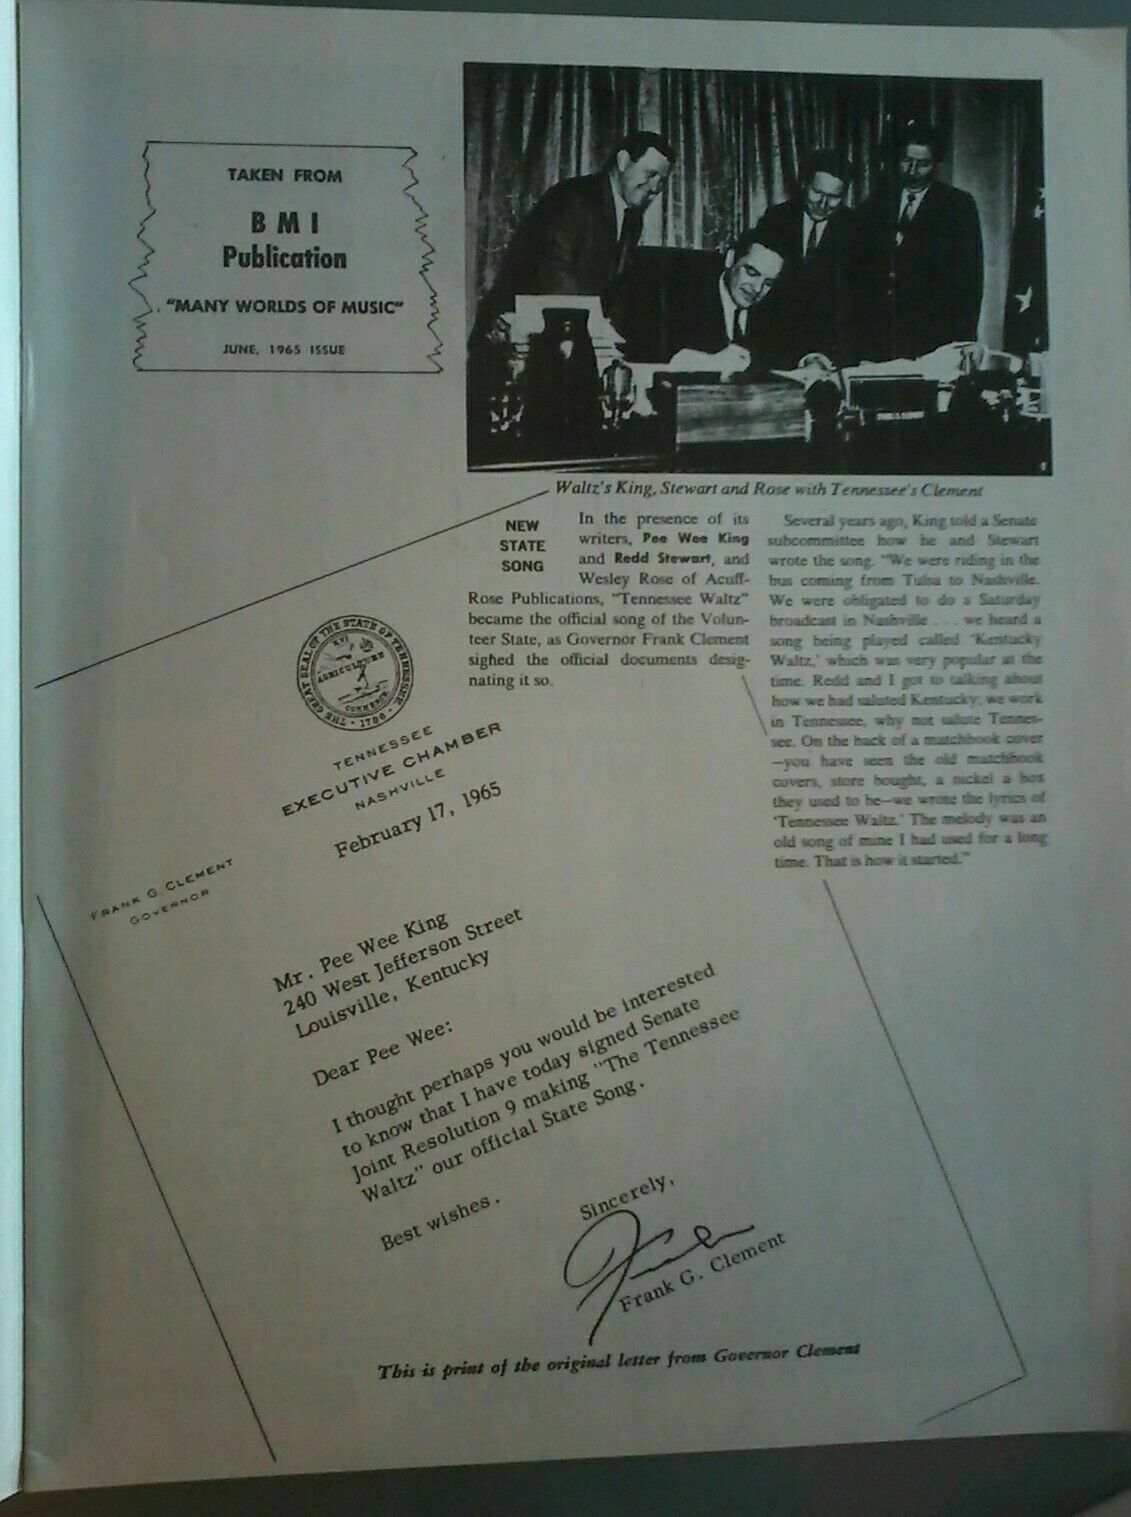 TAKEN FROM
BMI
Publication
"MANY WORLDS OF MUSIC"
JUNE, 1965 ISSUE
Waltz's King, Stewart and Rose with Tennessee's Clement
NEW
STATE
SONG
In the presence of its
writers, Pee Wee King
and Redd Stewart, and
Wesley Rose of Acuff-
Rose Publications, "Tennessee Waltz"
became the official song of the Volun-
teer State, as Governor Frank Clement
signed the official documents desig-
nating it so.
Several years ago, King told a Senate
subcommittee how he and Stewart
wrote the song. "We were riding in the
bus coming from Tulsa to Nashville.
We were obligated to do a Saturday
broadcast in Nashville . . . we heard a
song being played called 'Kentucky
Waltz,' which was very popular at the
time. Redd and I got to talking about
how we had saluted Kentucky; we work
in Tennessee, why not salute Tennes-
see. On the back of a matchbook cover
—you have seen the old matchbook
covers, store bought, a nickel a box
they used to be—we wrote the lyrics of
'Tennessee Waltz.' The melody was an
old song of mine I had used for a long
time. That is how it started."
THE GREAT SEAL OF THE STATE OF TENNESSEE
XVI
AGRICULTURE
COMMERCE
1796
TENNESSEE
EXECUTIVE CHAMBER
NASHVILLE
February 17, 1965
FRANK G. CLEMENT
GOVERNOR
Mr. Pee Wee King
240 West Jefferson Street
Louisville, Kentucky
Dear Pee Wee:
I thought perhaps you would be interested
to know that I have today signed Senate
Joint Resolution 9 making "The Tennessee
Waltz" our official State Song.
Best wishes.
Sincerely,
Frank G. Clement
This is print of the original letter from Governor Clement